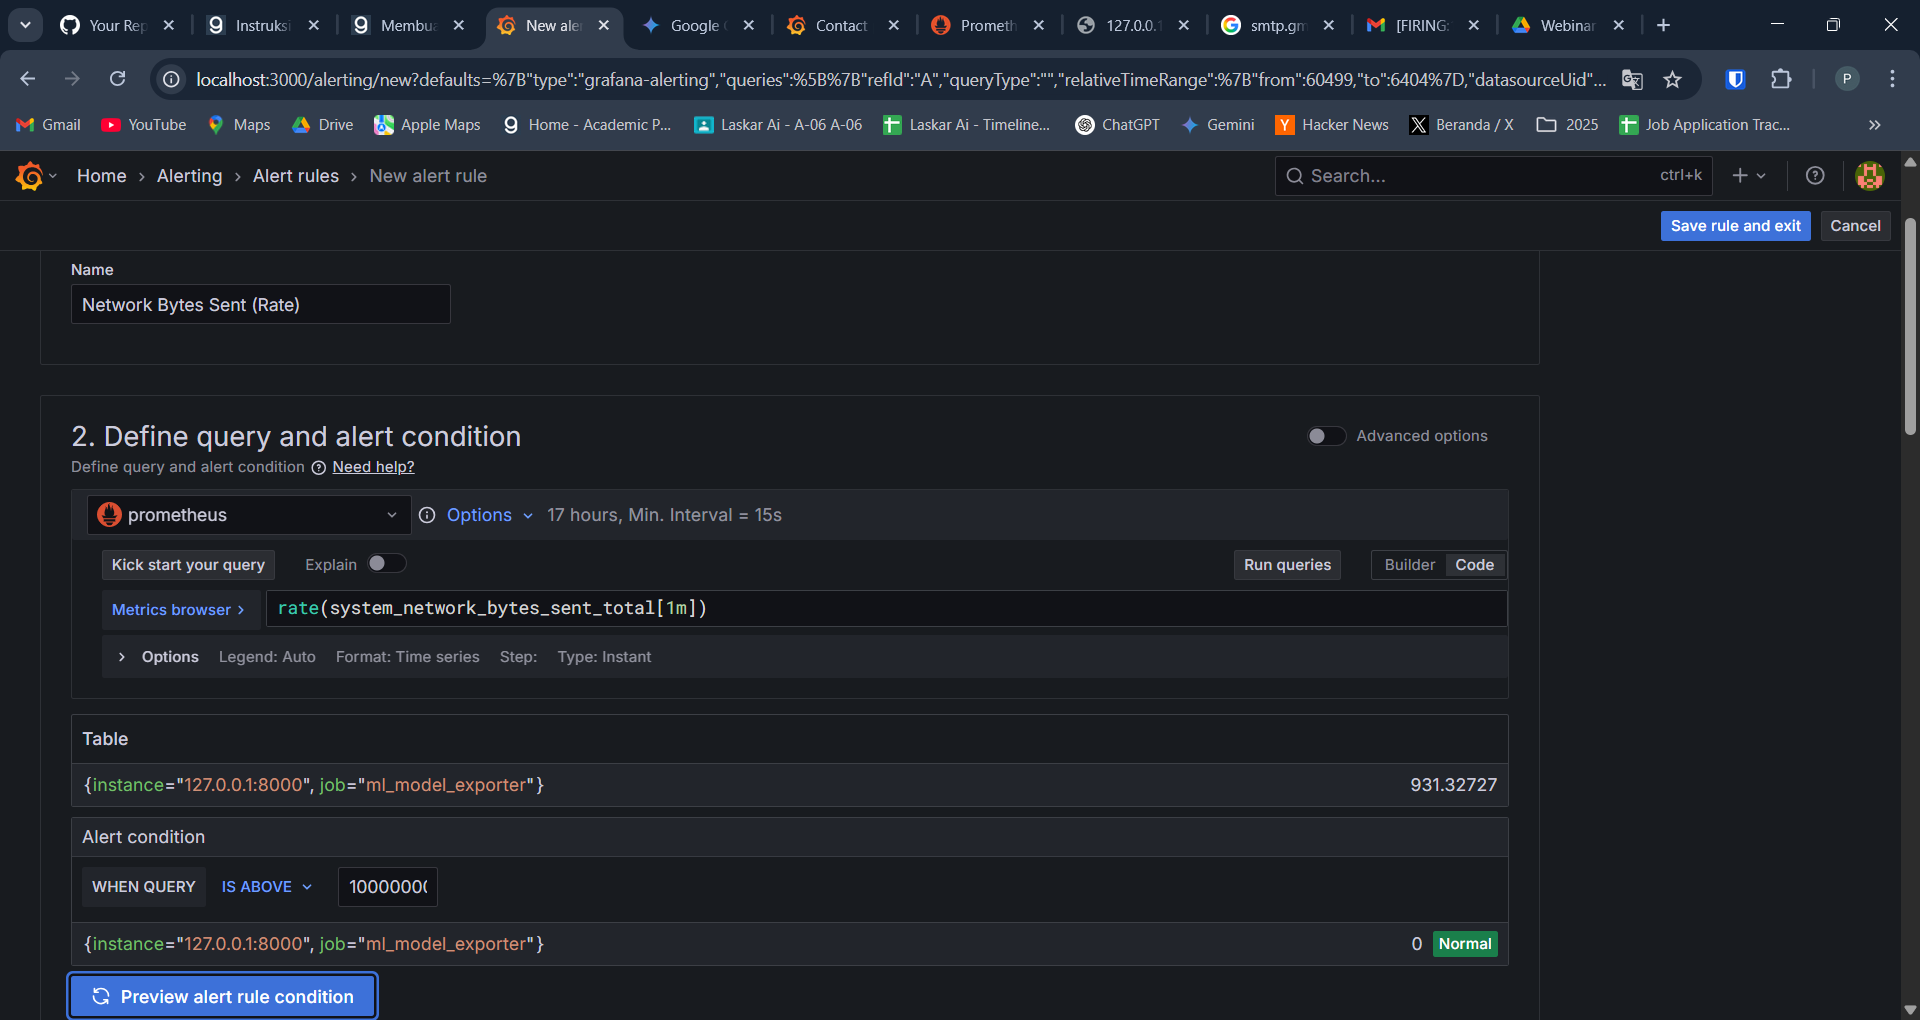 Your Rep
Instruksi
Membua
New aler
Google
Contact
Prometh
127.0.0.1
smtp.gm
[FIRING:
Webinar
localhost:3000/alerting/new?defaults=%7B"type":"grafana-alerting","queries":%5B%7B"refId":"A","queryType":"","relativeTimeRange":%7B"from":60499,"to":6404%7D,"datasourceUid"...
P
Gmail
YouTube
Maps
Drive
Apple Maps
Home - Academic P...
Laskar Ai - A-06 A-06
Laskar Ai - Timeline...
ChatGPT
Gemini
Hacker News
Beranda / X
2025
Job Application Trac...
Home › Alerting › Alert rules › New alert rule
Search...
ctrl+k
Save rule and exit
Cancel
Name
Network Bytes Sent (Rate)
2. Define query and alert condition
Advanced options
Define query and alert condition
Need help?
prometheus
Options
17 hours, Min. Interval = 15s
Kick start your query
Explain
Run queries
Builder
Code
Metrics browser >
rate(system_network_bytes_sent_total[1m])
Options
Legend: Auto
Format: Time series
Step:
Type: Instant
Table
{instance="127.0.0.1:8000", job="ml_model_exporter"}
931.32727
Alert condition
WHEN QUERY
IS ABOVE
1000000
{instance="127.0.0.1:8000", job="ml_model_exporter"}
0
Normal
Preview alert rule condition